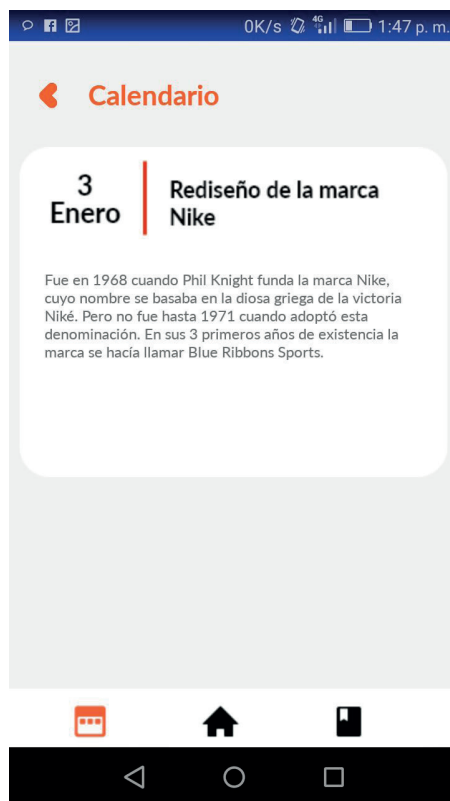 0K/s 4G 1:47 p. m.
Calendario
3
Enero
Rediseño de la marca
Nike
Fue en 1968 cuando Phil Knight funda la marca Nike,
cuyo nombre se basaba en la diosa griega de la victoria
Niké. Pero no fue hasta 1971 cuando adoptó esta
denominación. En sus 3 primeros años de existencia la
marca se hacía llamar Blue Ribbons Sports.